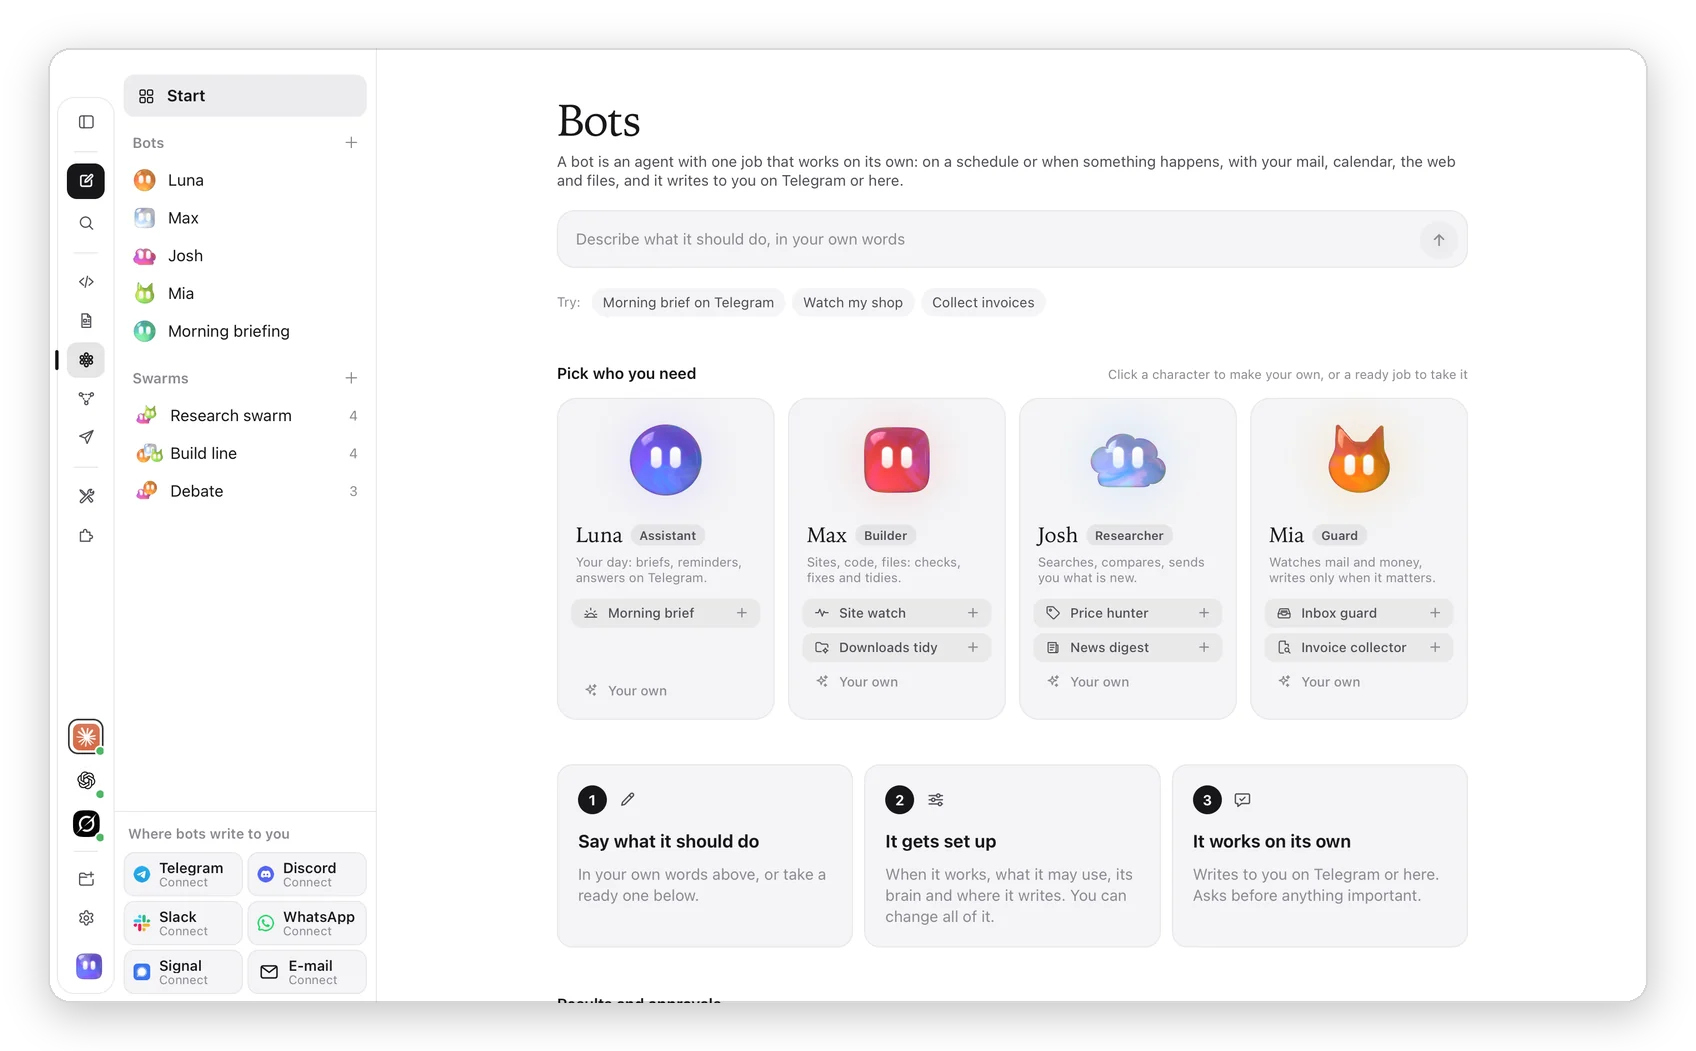 Start
Bots
Luna
Max
Josh
Mia
Morning briefing
Swarms
Research swarm 4
Build line 4
Debate 3
Where bots write to you
Telegram
Connect
Discord
Connect
Slack
Connect
WhatsApp
Connect
Signal
Connect
E-mail
Connect
Bots
A bot is an agent with one job that works on its own: on a schedule or when something happens, with your mail, calendar, the web
and files, and it writes to you on Telegram or here.
Describe what it should do, in your own words
Try: Morning brief on Telegram Watch my shop Collect invoices
Pick who you need
Click a character to make your own, or a ready job to take it
Luna Assistant
Your day: briefs, reminders,
answers on Telegram.
Morning brief
Your own
Max Builder
Sites, code, files: checks,
fixes and tidies.
Site watch
Downloads tidy
Your own
Josh Researcher
Searches, compares, sends
you what is new.
Price hunter
News digest
Your own
Mia Guard
Watches mail and money,
writes only when it matters.
Inbox guard
Invoice collector
Your own
1
Say what it should do
In your own words above, or take a
ready one below.
2
It gets set up
When it works, what it may use, its
brain and where it writes. You can
change all of it.
3
It works on its own
Writes to you on Telegram or here.
Asks before anything important.
Results and approvals